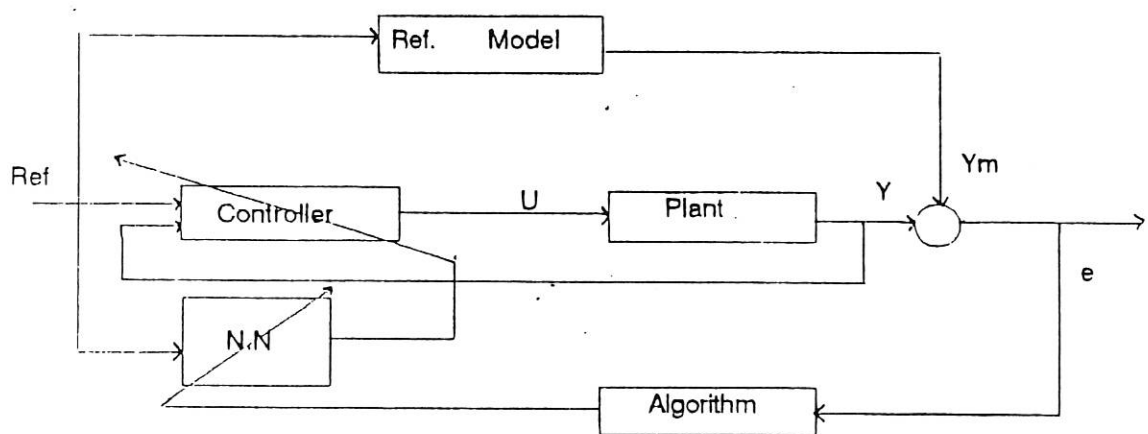 Ref. Model
Ym
Ref
Controller
U
Plant
Y
e
N.N
Algorithm